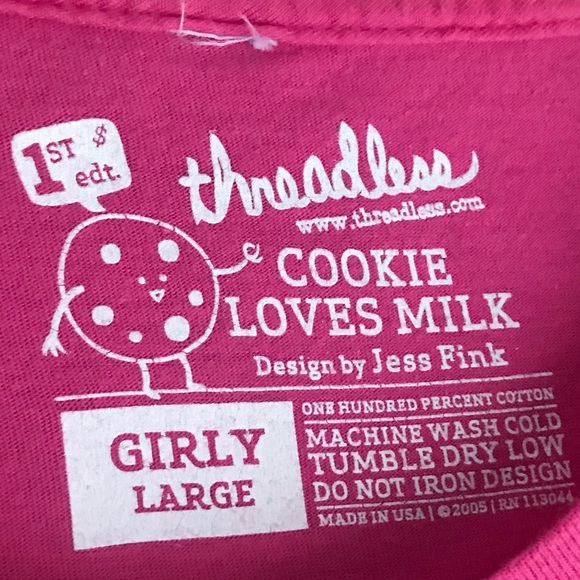 1ST $
edt.
threadless
www.threadless.com
COOKIE
LOVES MILK
Design by Jess Fink
GIRLY
LARGE
ONE HUNDRED PERCENT COTTON
MACHINE WASH COLD
TUMBLE DRY LOW
DO NOT IRON DESIGN
MADE IN USA | ©2005 | RN 113044